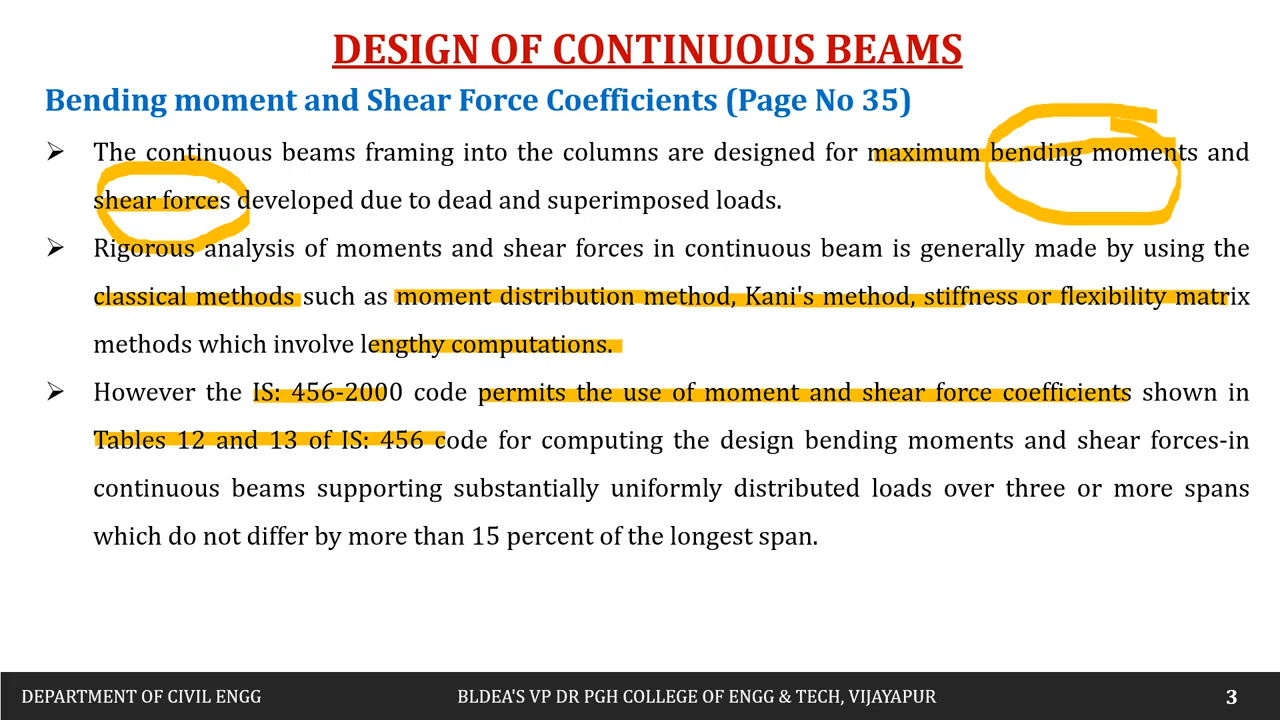 DESIGN OF CONTINUOUS BEAMS
Bending moment and Shear Force Coefficients (Page No 35)
➢ The continuous beams framing into the columns are designed for maximum bending moments and
shear forces developed due to dead and superimposed loads.
➢ Rigorous analysis of moments and shear forces in continuous beam is generally made by using the
classical methods such as moment distribution method, Kani's method, stiffness or flexibility matrix
methods which involve lengthy computations.
➢ However the IS: 456-2000 code permits the use of moment and shear force coefficients shown in
Tables 12 and 13 of IS: 456 code for computing the design bending moments and shear forces-in
continuous beams supporting substantially uniformly distributed loads over three or more spans
which do not differ by more than 15 percent of the longest span.
DEPARTMENT OF CIVIL ENGG BLDEA'S VP DR PGH COLLEGE OF ENGG & TECH, VIJAYAPUR 3